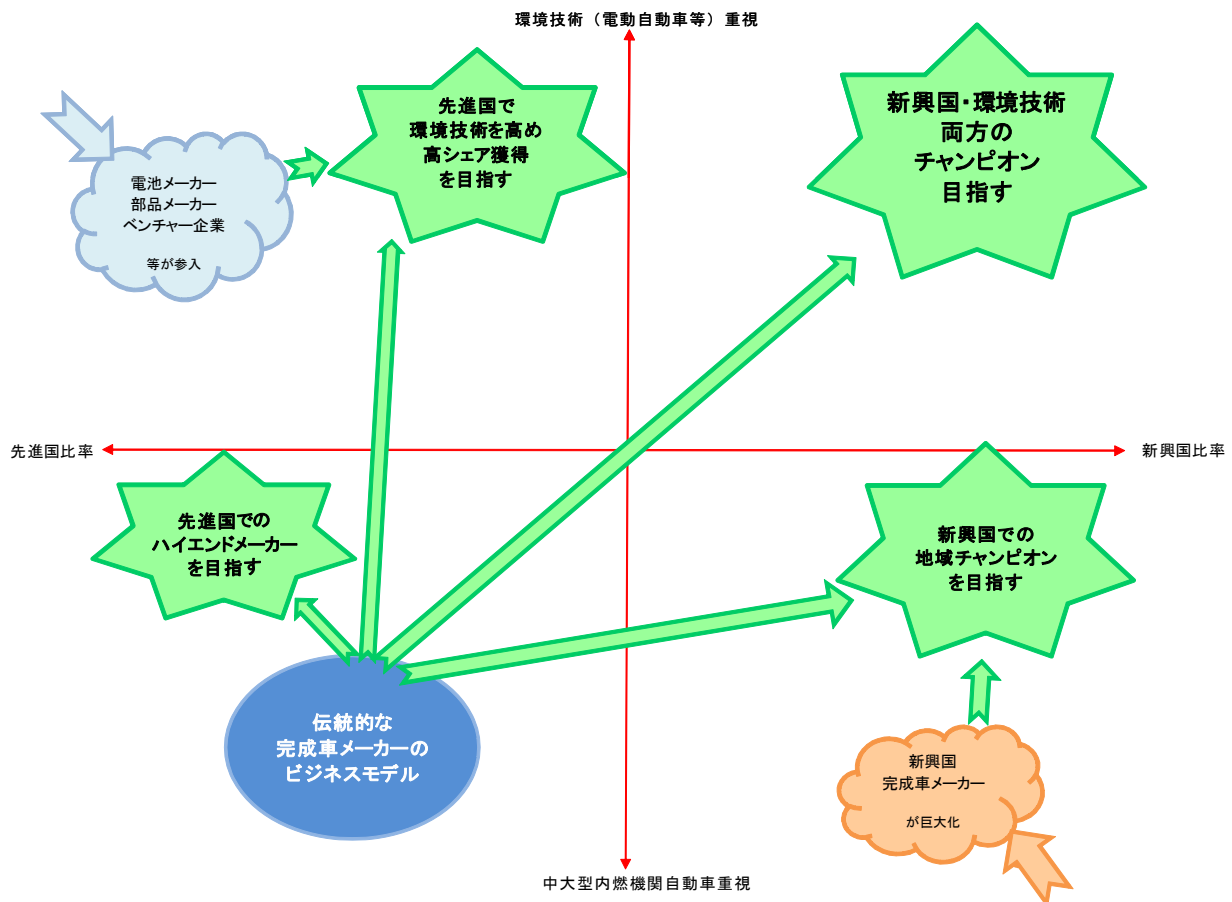 環境技術（電動自動車等）重視
先進国で
環境技術を高め
高シェア獲得
を目指す
新興国・環境技術
両方の
チャンピオン
目指す
電池メーカー
部品メーカー
ベンチャー企業
等が参入
先進国比率
新興国比率
先進国での
ハイエンドメーカー
を目指す
新興国での
地域チャンピオン
を目指す
伝統的な
完成車メーカーの
ビジネスモデル
新興国
完成車メーカー
が巨大化
中大型内燃機関自動車重視